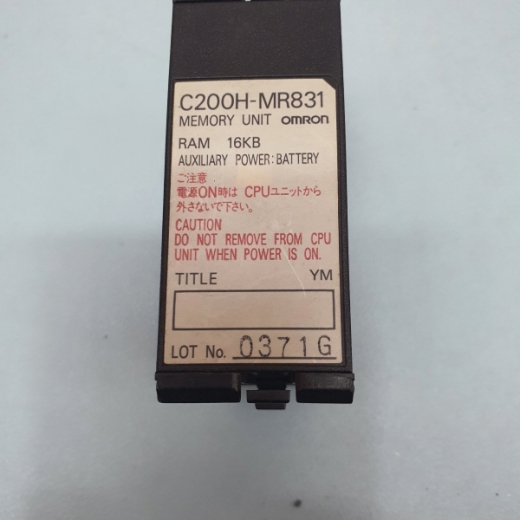 C200H-MR831
MEMORY UNIT OMRON
RAM 16KB
AUXILIARY POWER: BATTERY
ご注意
電源ON時は CPUユニットから
外さないで下さい。
CAUTION
DO NOT REMOVE FROM CPU
UNIT WHEN POWER IS ON.
TITLE YM
LOT No. 0371G